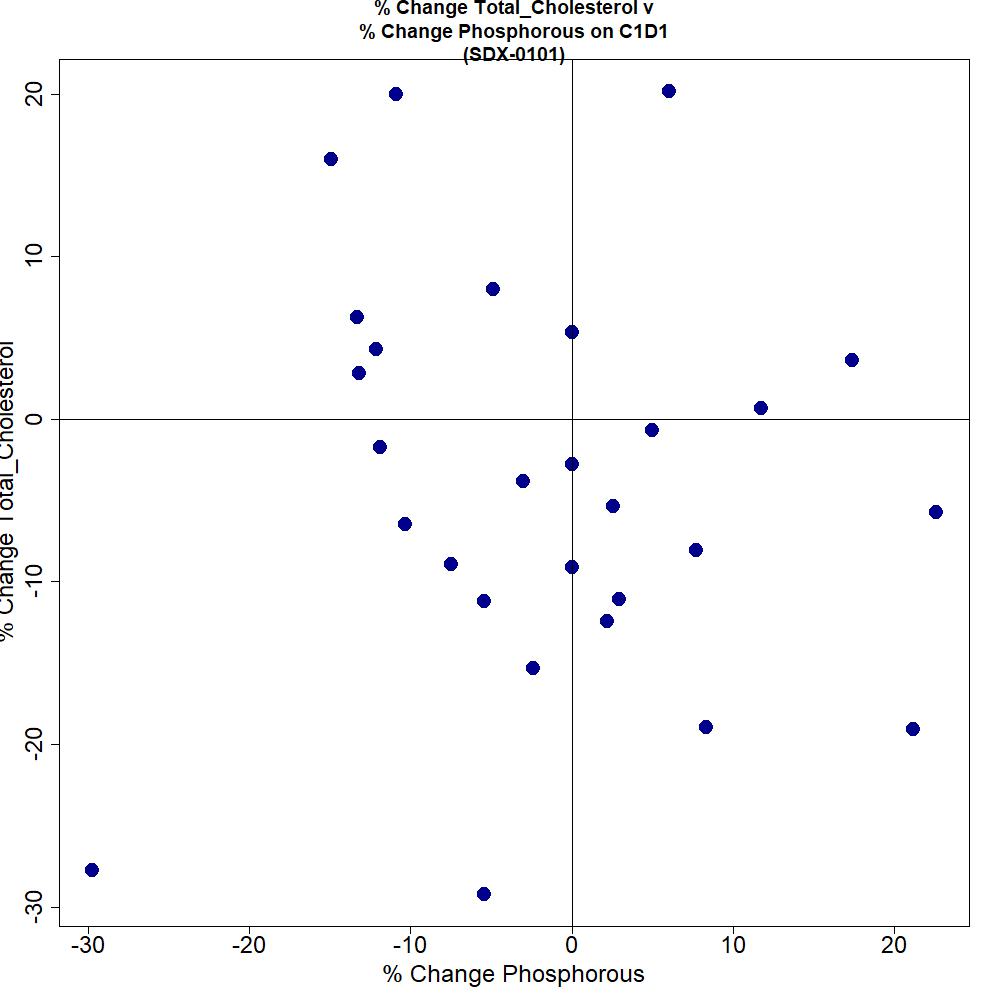 % Change Total_Cholesterol v
% Change Phosphorous on C1D1
(SDX-0101)
20
10
0
-10
-20
-30
% Change Total_Cholesterol
-30
-20
-10
0
10
20
% Change Phosphorous